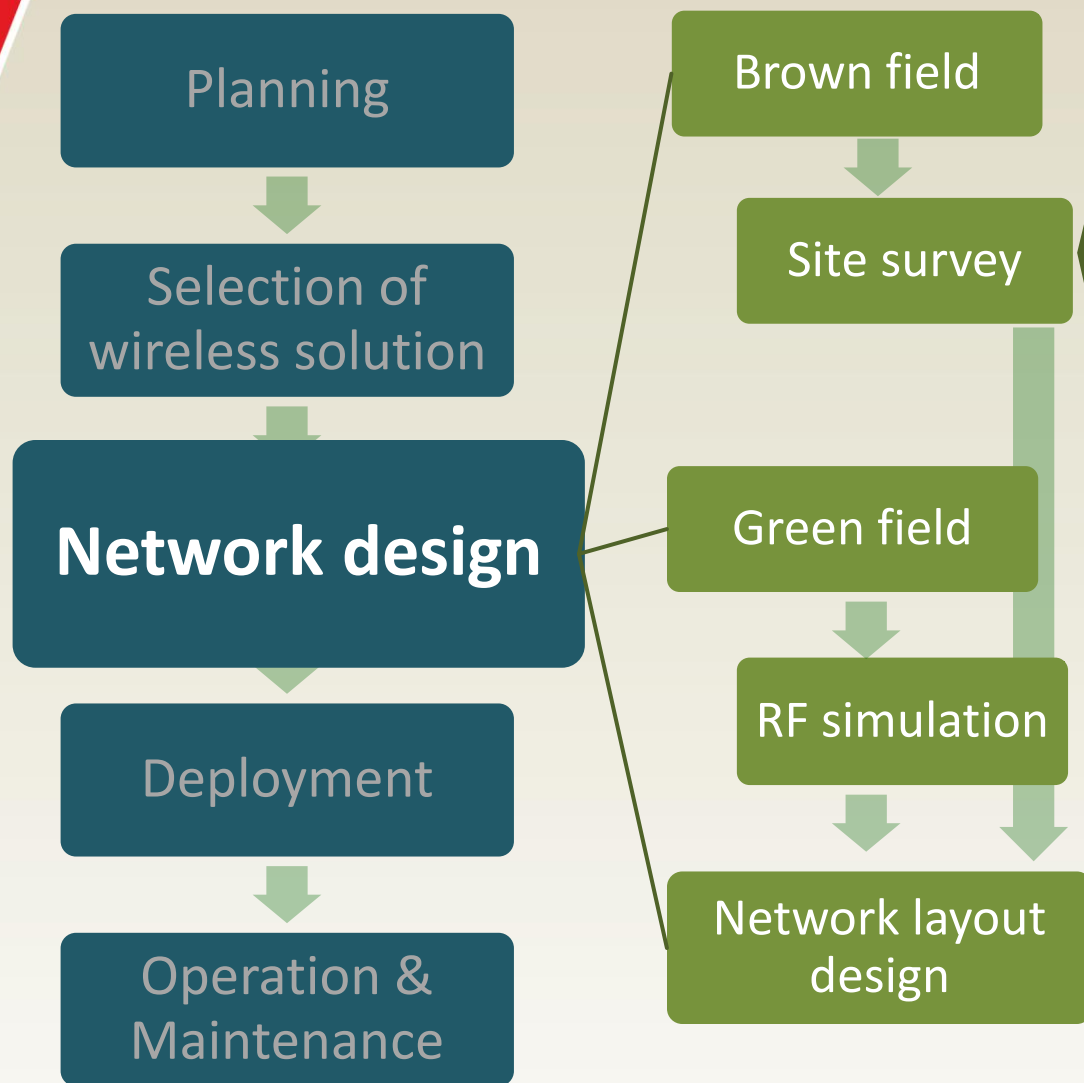 Planning
Selection of
wireless solution
Network design
Deployment
Operation &
Maintenance
Brown field
Site survey
Green field
RF simulation
Network layout
design